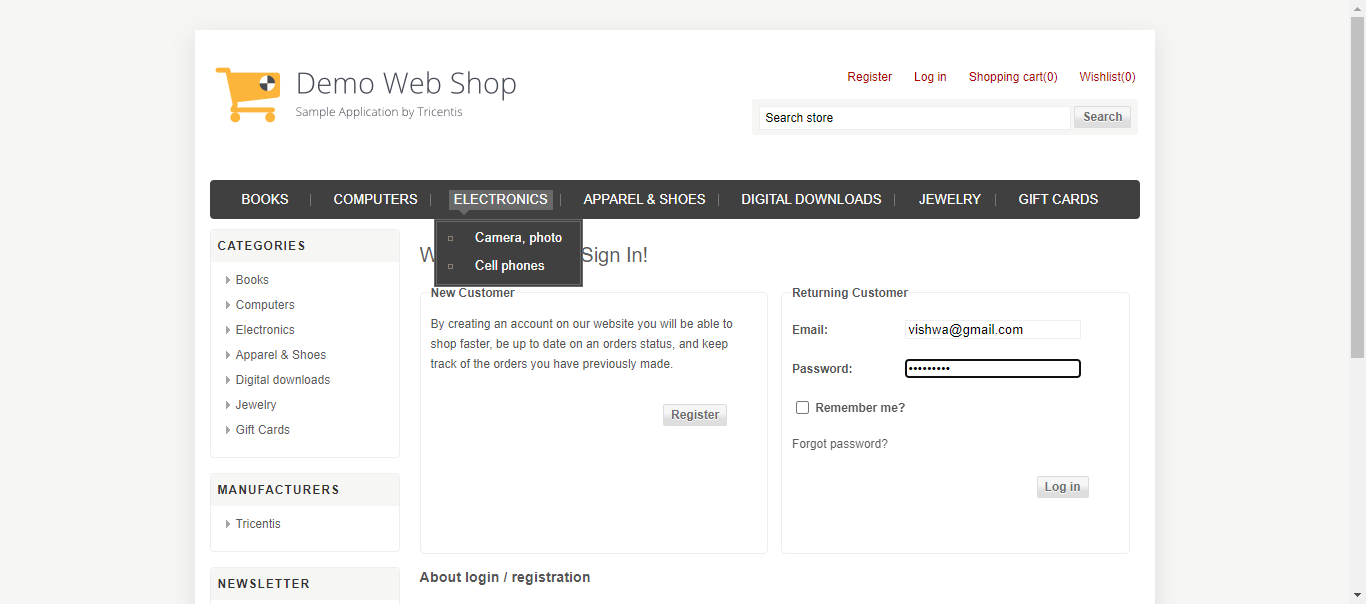 Demo Web Shop
Sample Application by Tricentis
Register Log in Shopping cart(0) Wishlist(0)
Search store Search
BOOKS COMPUTERS ELECTRONICS APPAREL & SHOES DIGITAL DOWNLOADS JEWELRY GIFT CARDS
Camera, photo
Cell phones
CATEGORIES
Books
Computers
Electronics
Apparel & Shoes
Digital downloads
Jewelry
Gift Cards
MANUFACTURERS
Tricentis
NEWSLETTER
Sign In!
New Customer
By creating an account on our website you will be able to
shop faster, be up to date on an orders status, and keep
track of the orders you have previously made.
Register
Returning Customer
Email: vishwa@gmail.com
Password: •••••••••
Remember me?
Forgot password?
Log in
About login / registration